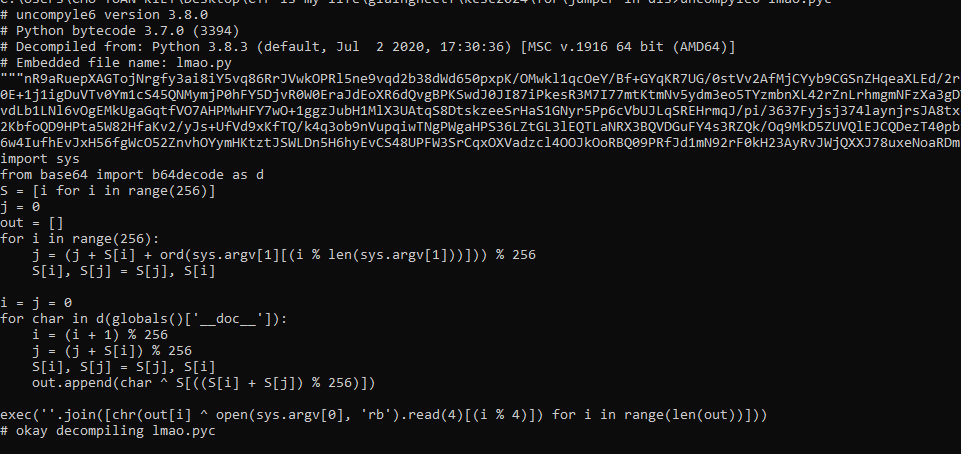 # uncompyle6 version 3.8.0
# Python bytecode 3.7.0 (3394)
# Decompiled from: Python 3.8.3 (default, Jul  2 2020, 17:30:36) [MSC v.1916 64 bit (AMD64)]
# Embedded file name: lmao.py
"""nR9aRuepXAGTojNrgfy3ai8iY5vq86RrJVwkOPRl5ne9vqd2b38dWd650pxpK/OMwkl1qcOeY/Bf+GYqKR7UG/0stVv2AfMjCYyb9CGSnZHqeaXLEd/2r
0E+1j1igDuVTv0Ym1cS45QNMymjP0hFY5DjvR0W0EraJdEoXR6dQvgBPKSwdJ0JI87iPkesR3M7I77mtKtmNv5ydm3eo5TYzmbnXL42rZnLrhmgmNFzXa3gD
vdLb1LNl6vOgEMkUgaGqtfVO7AHPMwHFY7wO+1ggzJubH1MlX3UAtqS8DtskzeeSrHaS1GNyr5Pp6cVbUJLqSREHrmqJ/pi/3637Fyjsj374laynjrsJA8tx
2KbfoQD9HPta5W82HfaKv2/yJs+UfVd9xKfTQ/k4q3ob9nVupqiwTNgPWgaHPS36LZtGL3lEQTLaNRX3BQVDGuFY4s3RZQk/Oq9MkD5ZUVQlEJCQDezT40pb
6w4IufhEvJxH56fgWcO52ZnvhOYymHKtztJSWLDn5H6hyEvCS48UPFW3SrCqxOXVadzcl4OOJkOoRBQ09PRfJd1mN92rF0kH23AyRvJWjQXXJ78uxeNoaRDm
import sys
from base64 import b64decode as d
S = [i for i in range(256)]
j = 0
out = []
for i in range(256):
    j = (j + S[i] + ord(sys.argv[1][(i % len(sys.argv[1]))])) % 256
    S[i], S[j] = S[j], S[i]

i = j = 0
for char in d(globals()['__doc__']):
    i = (i + 1) % 256
    j = (j + S[i]) % 256
    S[i], S[j] = S[j], S[i]
    out.append(char ^ S[((S[i] + S[j]) % 256)])

exec(''.join([chr(out[i] ^ open(sys.argv[0], 'rb').read(4)[(i % 4)]) for i in range(len(out))]))
# okay decompiling lmao.pyc